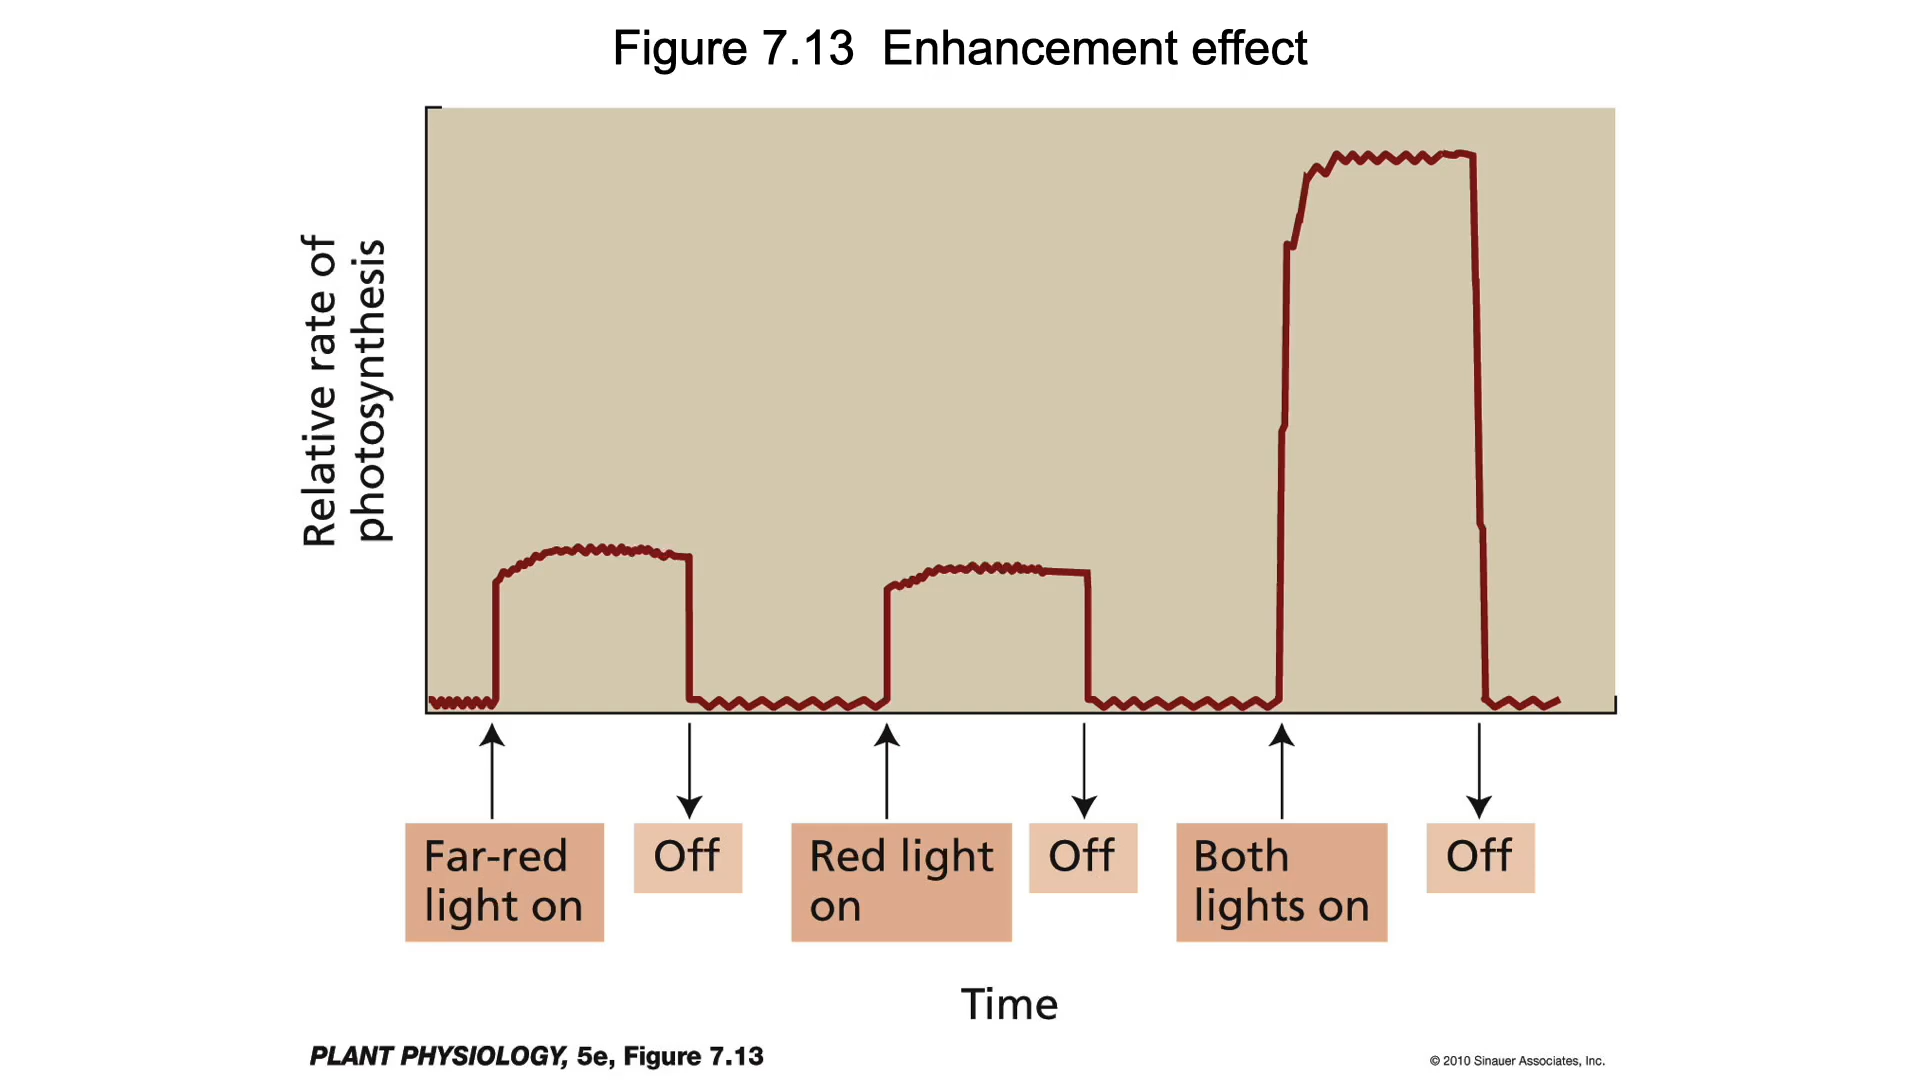 Figure 7.13  Enhancement effect
Relative rate of
photosynthesis
Far-red
light on
Off
Red light
on
Off
Both
lights on
Off
Time
PLANT PHYSIOLOGY, 5e, Figure 7.13
© 2010 Sinauer Associates, Inc.